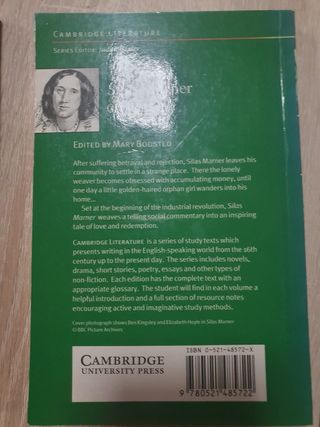 CAMBRIDGE LITERATURE
SERIES EDITOR:
EDITED BY MARY BOUSTED
After suffering betrayal and rejection, Silas Marner leaves his
community to settle in a strange place. There the lonely
weaver becomes obsessed with accumulating money, until
one day a little golden-haired orphan girl wanders into his
home...
Set at the beginning of the industrial revolution, Silas
Marner weaves a telling social commentary into an inspiring
tale of love and redemption.
CAMBRIDGE LITERATURE is a series of study texts which
presents writing in the English-speaking world from the 16th
century up to the present day. The series includes novels,
drama, short stories, poetry, essays and other types of
non-fiction. Each edition has the complete text with an
appropriate glossary. The student will find in each volume a
helpful introduction and a full section of resource notes
encouraging active and imaginative study methods.
Cover photograph shows Ben Kingsley and Elizabeth Hoyle in Silas Marner
© BBC Picture Archives
CAMBRIDGE
UNIVERSITY PRESS
ISBN 0-521-48572-X
9 780521 485722